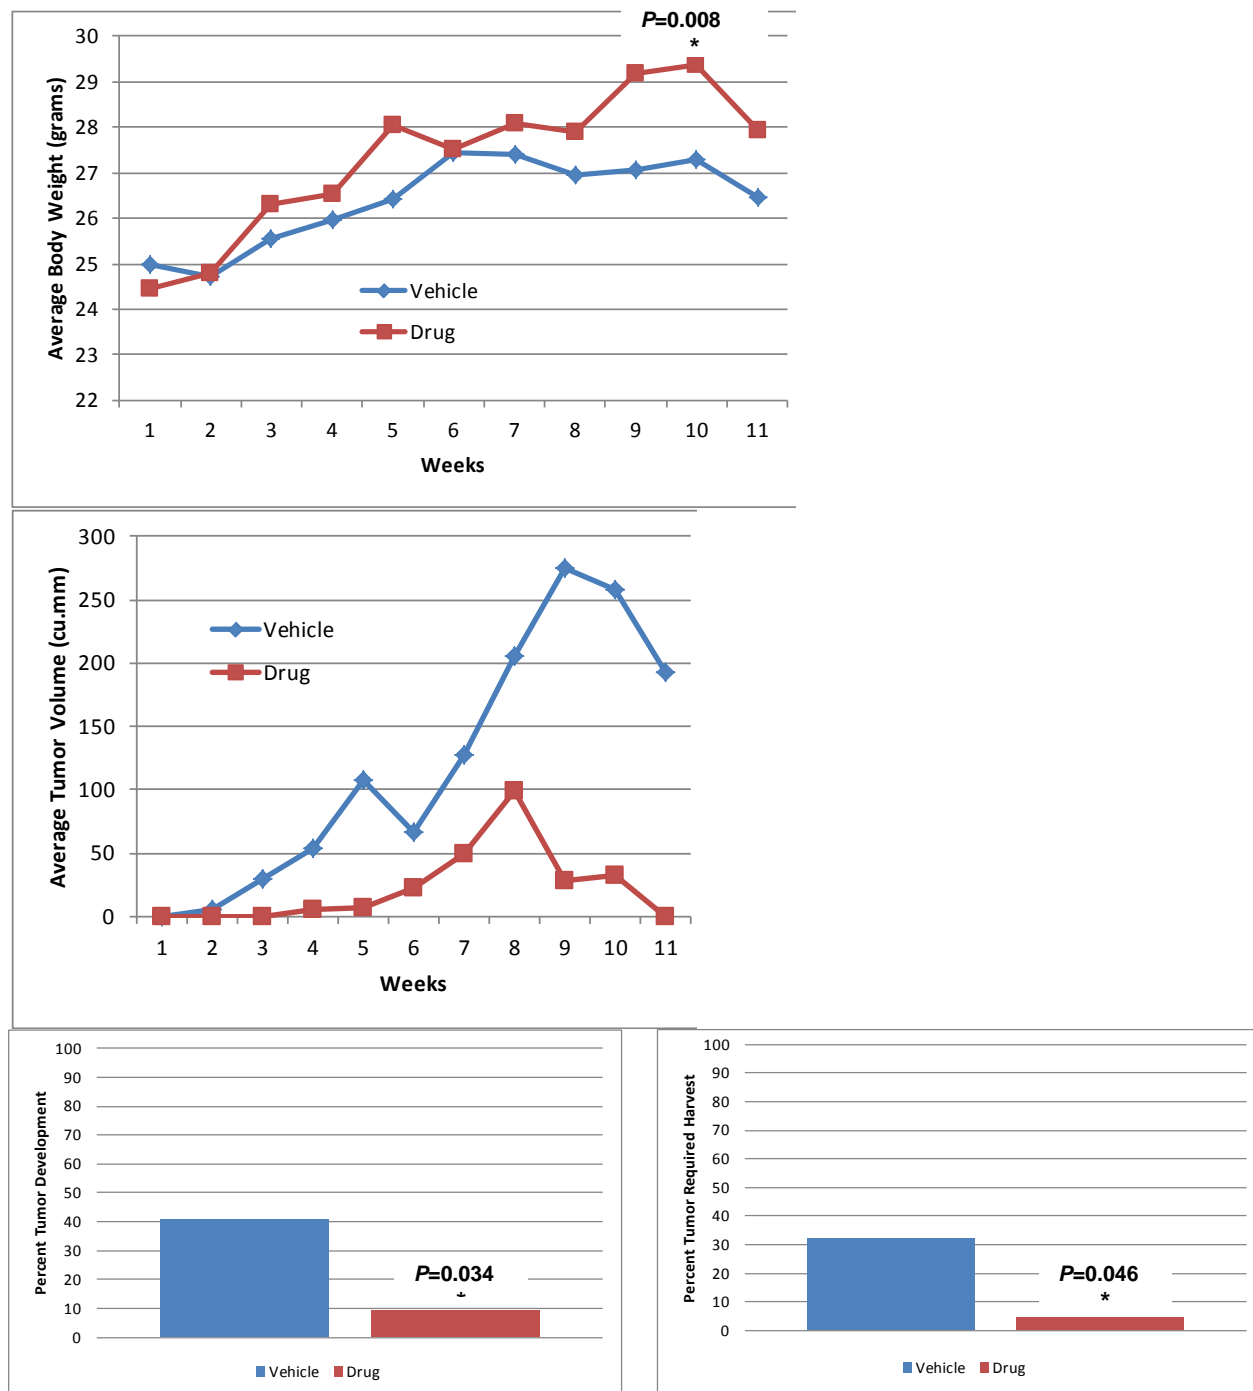 P=0.008
*
30
29
28
27
26
25
24
23
22
Average Body Weight (grams)
Vehicle
Drug
1 2 3 4 5 6 7 8 9 10 11
Weeks
300
250
200
150
100
50
0
Average Tumor Volume (cu.mm)
Vehicle
Drug
1 2 3 4 5 6 7 8 9 10 11
Weeks
100
90
80
70
60
50
40
30
20
10
0
Percent Tumor Development
P=0.034
*
Vehicle Drug
100
90
80
70
60
50
40
30
20
10
0
Percent Tumor Required Harvest
P=0.046
*
Vehicle Drug